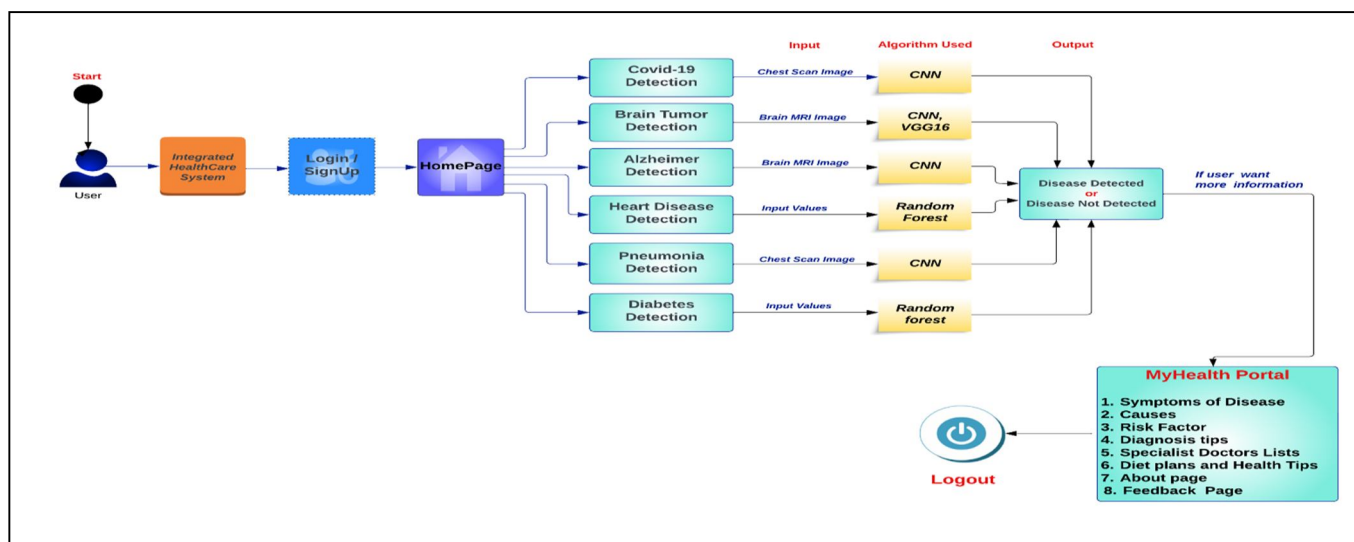 Start
User
Integrated
HealthCare
System
Login /
SignUp
HomePage
Input
Algorithm Used
Output
Covid-19
Detection
Chest Scan Image
CNN
Brain Tumor
Detection
Brain MRI Image
CNN,
VGG16
Alzheimer
Detection
Brain MRI Image
CNN
Heart Disease
Detection
Input Values
Random
Forest
Pneumonia
Detection
Chest Scan Image
CNN
Diabetes
Detection
Input Values
Random
forest
Disease Detected
or
Disease Not Detected
If user want
more information
MyHealth Portal
1. Symptoms of Disease
2. Causes
3. Risk Factor
4. Diagnosis tips
5. Specialist Doctors Lists
6. Diet plans and Health Tips
7. About page
8. Feedback Page
Logout